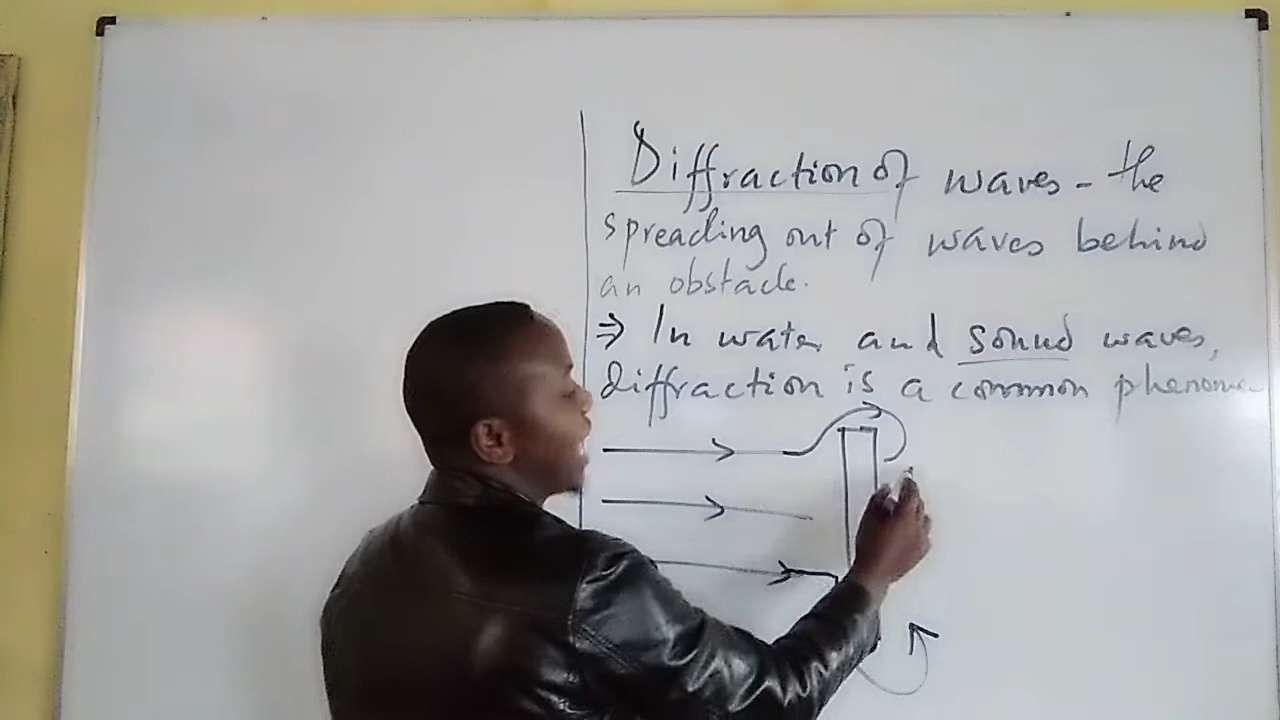 Diffraction of waves - the
spreading out of waves behind
an obstacle.
⇒ In water and sound waves,
diffraction is a common phenome